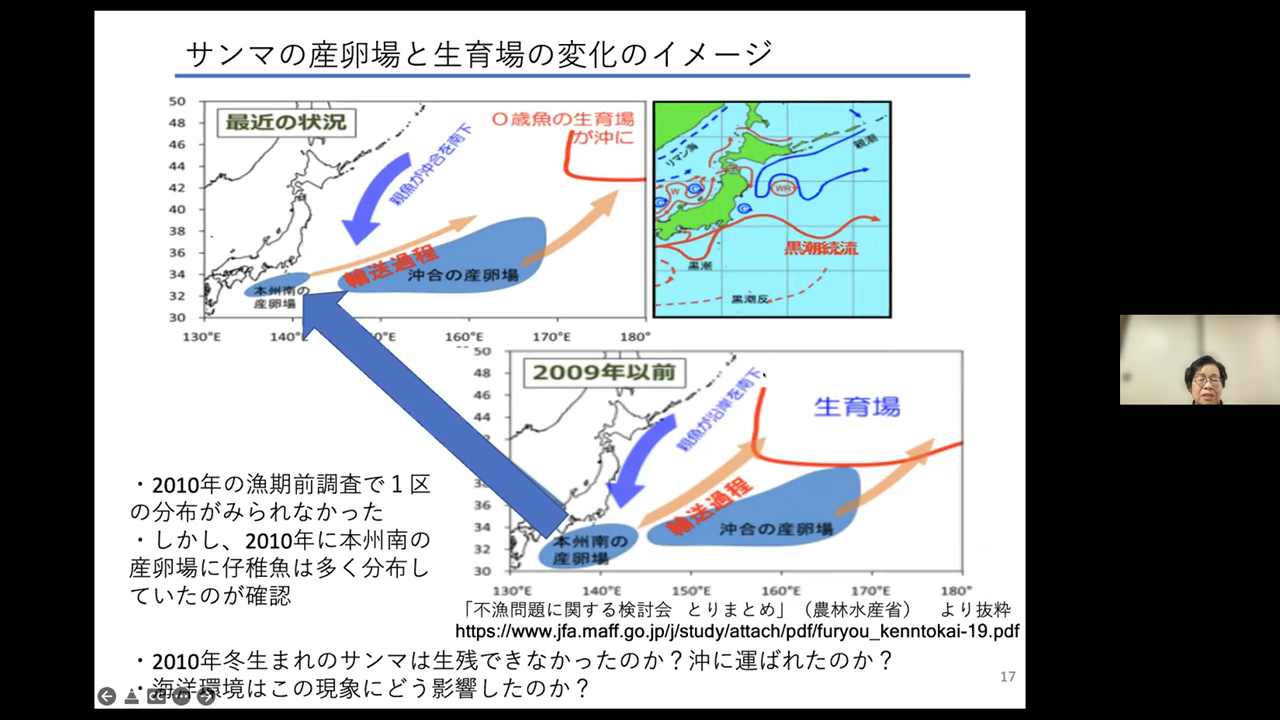 サンマの産卵場と生育場の変化のイメージ
50
48
46
44
42
40
38
36
34
32
30
130°E
140°
150°E
160°E
170°E
180°
最近の状況
親魚が沖合を南下
〇歳魚の生育場
が沖に
輸送過程
沖合の産卵場
本州南の
産卵場
リマン海
親潮
W
C
C
C
WR
黒潮続流
黒潮
黒潮反
50
48
46
44
42
36
34
32
30
130°E
140°E
150°E
160°E
170°E
180°
2009年以前
親魚が沿岸を南下
生育場
輸送過程
沖合の産卵場
本州南の
産卵場
・2010年の漁期前調査で１区
の分布がみられなかった
・しかし、2010年に本州南の
産卵場に仔稚魚は多く分布し
ていたのが確認
「不漁問題に関する検討会 とりまとめ」（農林水産省） より抜粋
https://www.jfa.maff.go.jp/j/study/attach/pdf/furyou_kenntokai-19.pdf
・2010年冬生まれのサンマは生残できなかったのか？沖に運ばれたのか？
・海洋環境はこの現象にどう影響したのか？
17